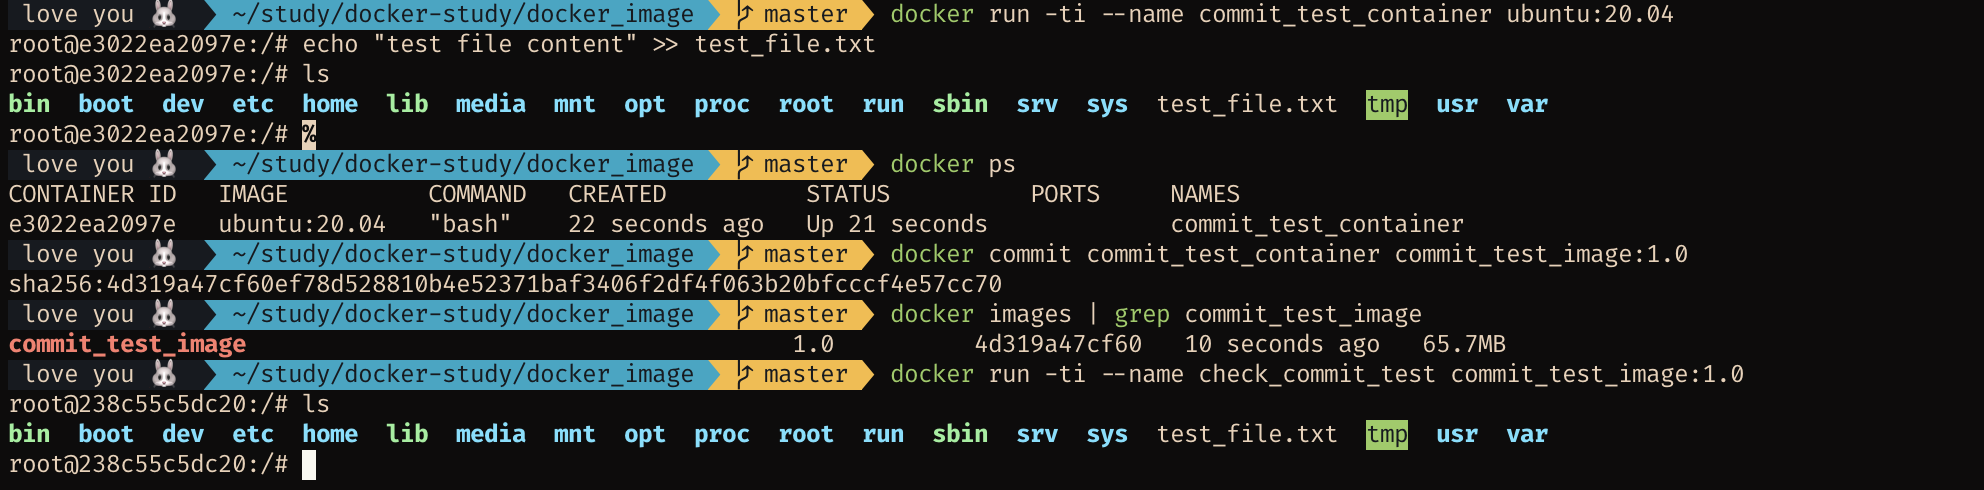 love you 🐰 ~/study/docker-study/docker_image master docker run -ti --name commit_test_container ubuntu:20.04
root@e3022ea2097e:/# echo "test file content" >> test_file.txt
root@e3022ea2097e:/# ls
bin boot dev etc home lib media mnt opt proc root run sbin srv sys test_file.txt tmp usr var
root@e3022ea2097e:/# %
love you 🐰 ~/study/docker-study/docker_image master docker ps
CONTAINER ID IMAGE COMMAND CREATED STATUS PORTS NAMES
e3022ea2097e ubuntu:20.04 "bash" 22 seconds ago Up 21 seconds commit_test_container
love you 🐰 ~/study/docker-study/docker_image master docker commit commit_test_container commit_test_image:1.0
sha256:4d319a47cf60ef78d528810b4e52371baf3406f2df4f063b20bfcccf4e57cc70
love you 🐰 ~/study/docker-study/docker_image master docker images | grep commit_test_image
commit_test_image 1.0 4d319a47cf60 10 seconds ago 65.7MB
love you 🐰 ~/study/docker-study/docker_image master docker run -ti --name check_commit_test commit_test_image:1.0
root@238c55c5dc20:/# ls
bin boot dev etc home lib media mnt opt proc root run sbin srv sys test_file.txt tmp usr var
root@238c55c5dc20:/#